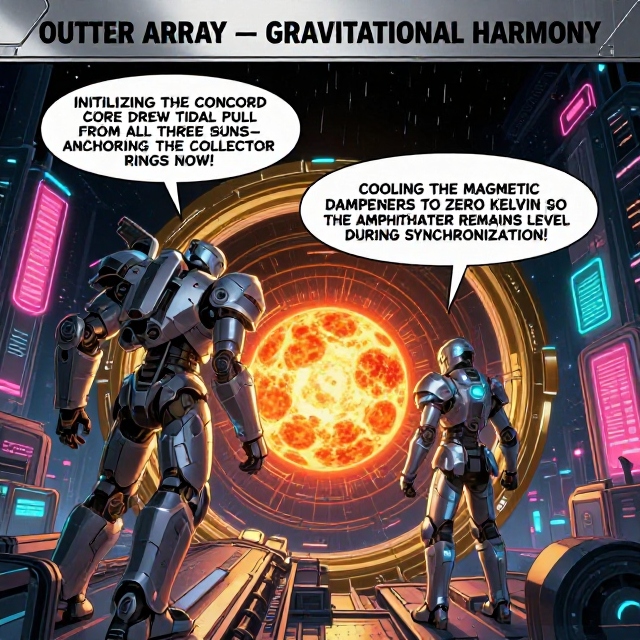 OUTTER ARRAY — GRAVITATIONAL HARMONY
INITILIZING THE CONCORD
CORE DREW TIDAL PULL
FROM ALL THREE SUNS—
ANCHORING THE COLLECTOR
RINGS NOW!
COOLING THE MAGMETIC
DAMPENERS TO ZERO KELVIN SO
THE AMPHITHATER REMAINS LEVEL
DURING SYNCHRONIZATION!